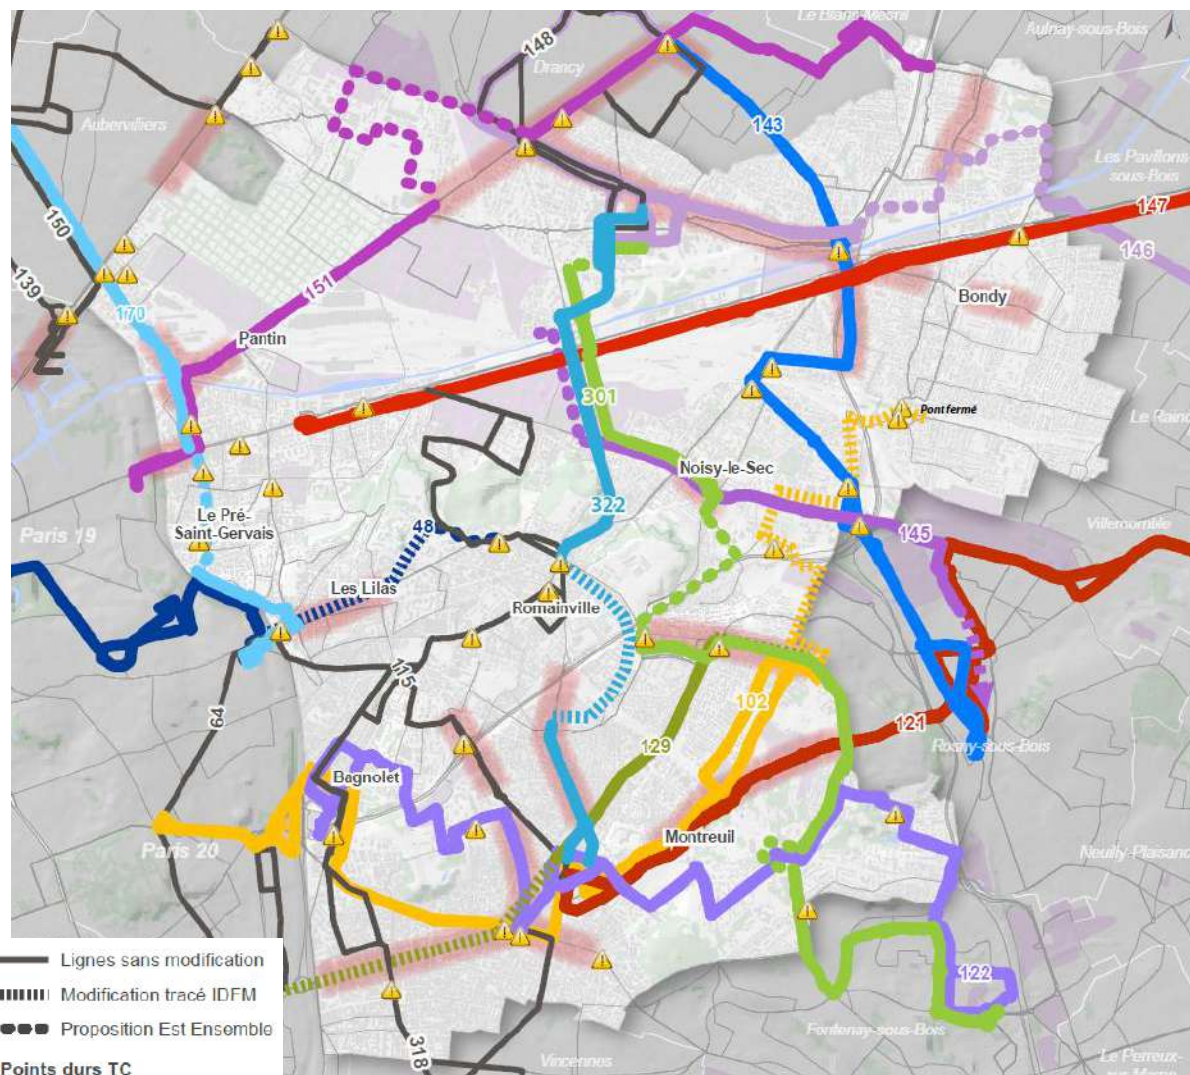 Le Blanc-Mesnil
Aulnay-sous-Bois
148
Drancy
Aubervilliers
143
Les Pavillons-
sous-Bois
150
147
139
151
146
170
Bondy
Pantin
301
Le Rainc
Pont fermé
Noisy-le-Sec
322
Le Pré-
Saint-Gervais
48
Paris 19
145
Villemomble
Les Lilas
Romainville
115
64
102
121
129
Rosny-sous-Bois
Bagnolet
Montreuil
Paris 20
Neuilly-Plaisance
Lignes sans modification
122
Modification tracé IDFM
Proposition Est Ensemble
Fontenay-sous-Bois
318
Vincennes
Le Perreux-
Points durs TC